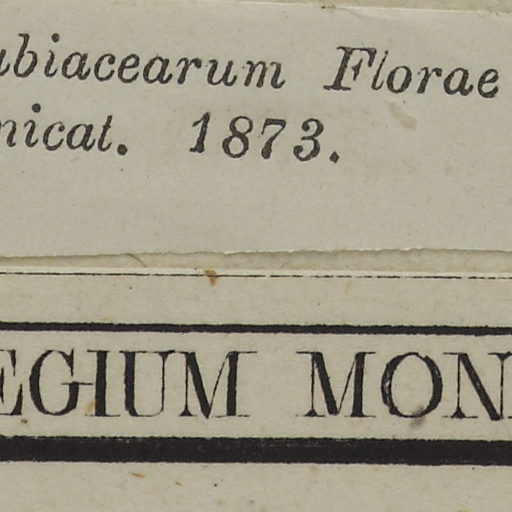 ubiacearum Florae
nicat. 1873.
EGIUM MON